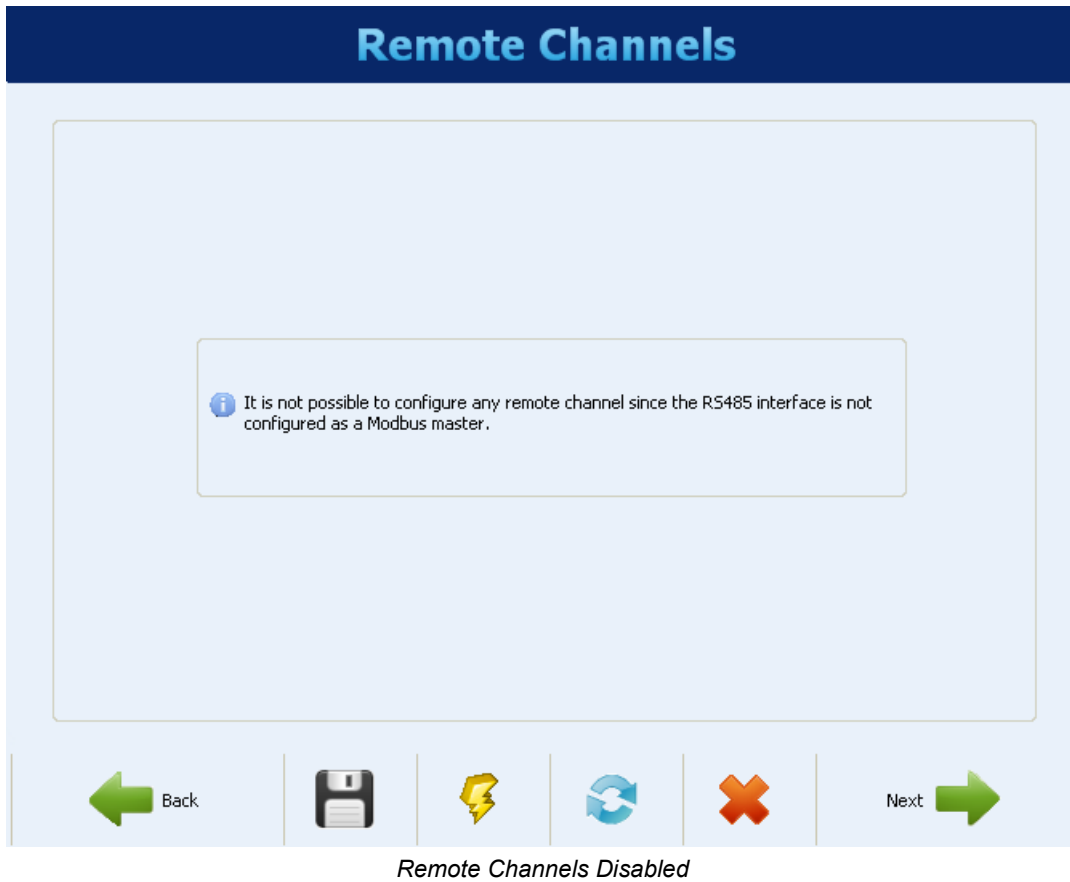 Remote Channels
It is not possible to configure any remote channel since the RS485 interface is not
configured as a Modbus master.
Back
Next
Remote Channels Disabled